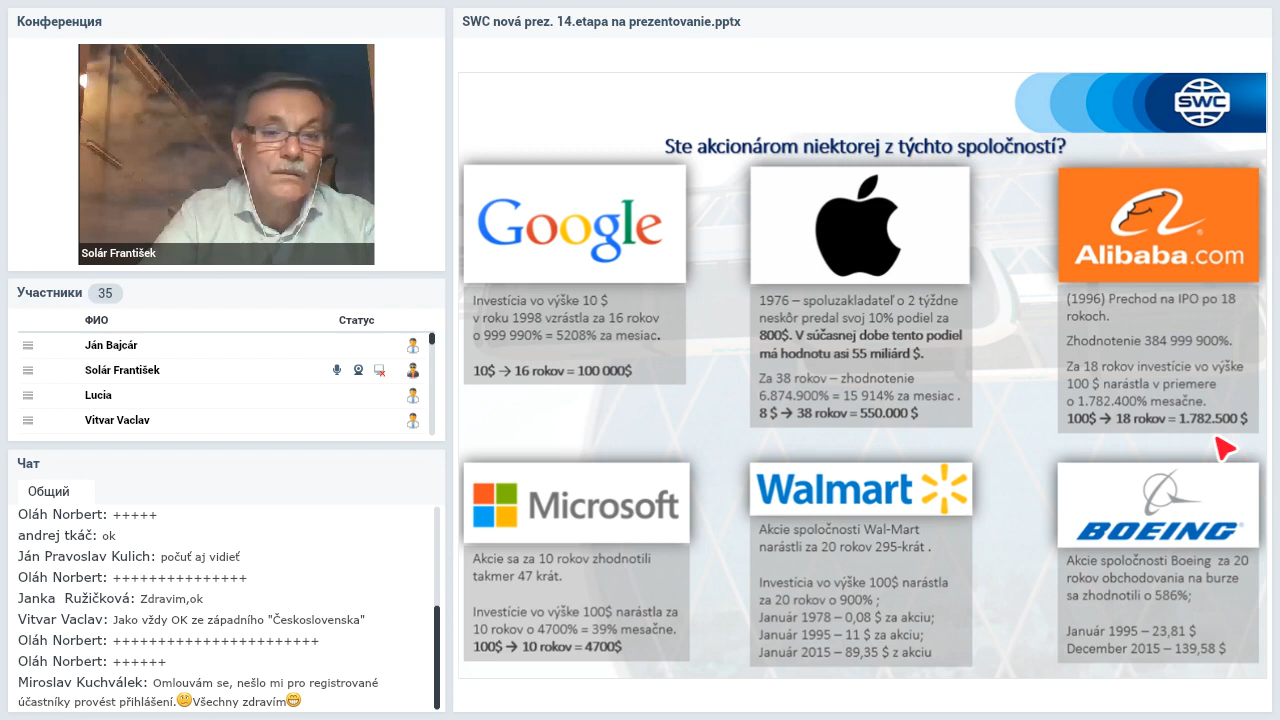 Конференция
Solár František
Участники 35
ФИО Статус
Ján Bajcár
Solár František
Lucia
Vitvar Vaclav
Чат
Общий
Oláh Norbert: +++++
andrej tkáč: ok
Ján Pravoslav Kulich: počuť aj vidieť
Oláh Norbert: +++++++++++++++
Janka Ružičková: Zdravim,ok
Vitvar Vaclav: Jako vždy OK ze západního "Československa"
Oláh Norbert: +++++++++++++++++++++++
Oláh Norbert: ++++++
Miroslav Kuchválek: Omlouvám se, nešlo mi pro registrované
účastníky provést přihlášení.Všechny zdravím
SWC nová prez. 14.etapa na prezentovanie.pptx
SWC
Ste akcionárom niektorej z týchto spoločností?
Google
Investícia vo výške 10 $
v roku 1998 vzrástla za 16 rokov
o 999 990% = 5208% za mesiac.
10$ → 16 rokov = 100 000$
1976 – spoluzakladateľ o 2 týždne
neskôr predal svoj 10% podiel za
800$. V súčasnej dobe tento podiel
má hodnotu asi 55 miliárd $.
Za 38 rokov – zhodnotenie
6.874.900% = 15 914% za mesiac .
8 $ → 38 rokov = 550.000 $
Alibaba.com
(1996) Prechod na IPO po 18
rokoch.
Zhodnotenie 384 999 900%.
Za 18 rokov investície vo výške
100 $ narástla v priemere
o 1.782.400% mesačne.
100$ → 18 rokov = 1.782.500 $
Microsoft
Akcie sa za 10 rokov zhodnotili
takmer 47 krát.
Investície vo výške 100$ narástla za
10 rokov o 4700% = 39% mesačne.
100$ → 10 rokov = 4700$
Walmart
Akcie spoločnosti Wal-Mart
narástli za 20 rokov 295-krát .
Investícia vo výške 100$ narástla
za 20 rokov o 900% ;
Január 1978 – 0,08 $ za akciu;
Január 1995 – 11 $ za akciu;
Január 2015 – 89,35 $ z akciu
BOEING
Akcie spoločnosti Boeing za 20
rokov obchodovania na burze
sa zhodnotili o 586%;
Január 1995 – 23,81 $
December 2015 – 139,58 $